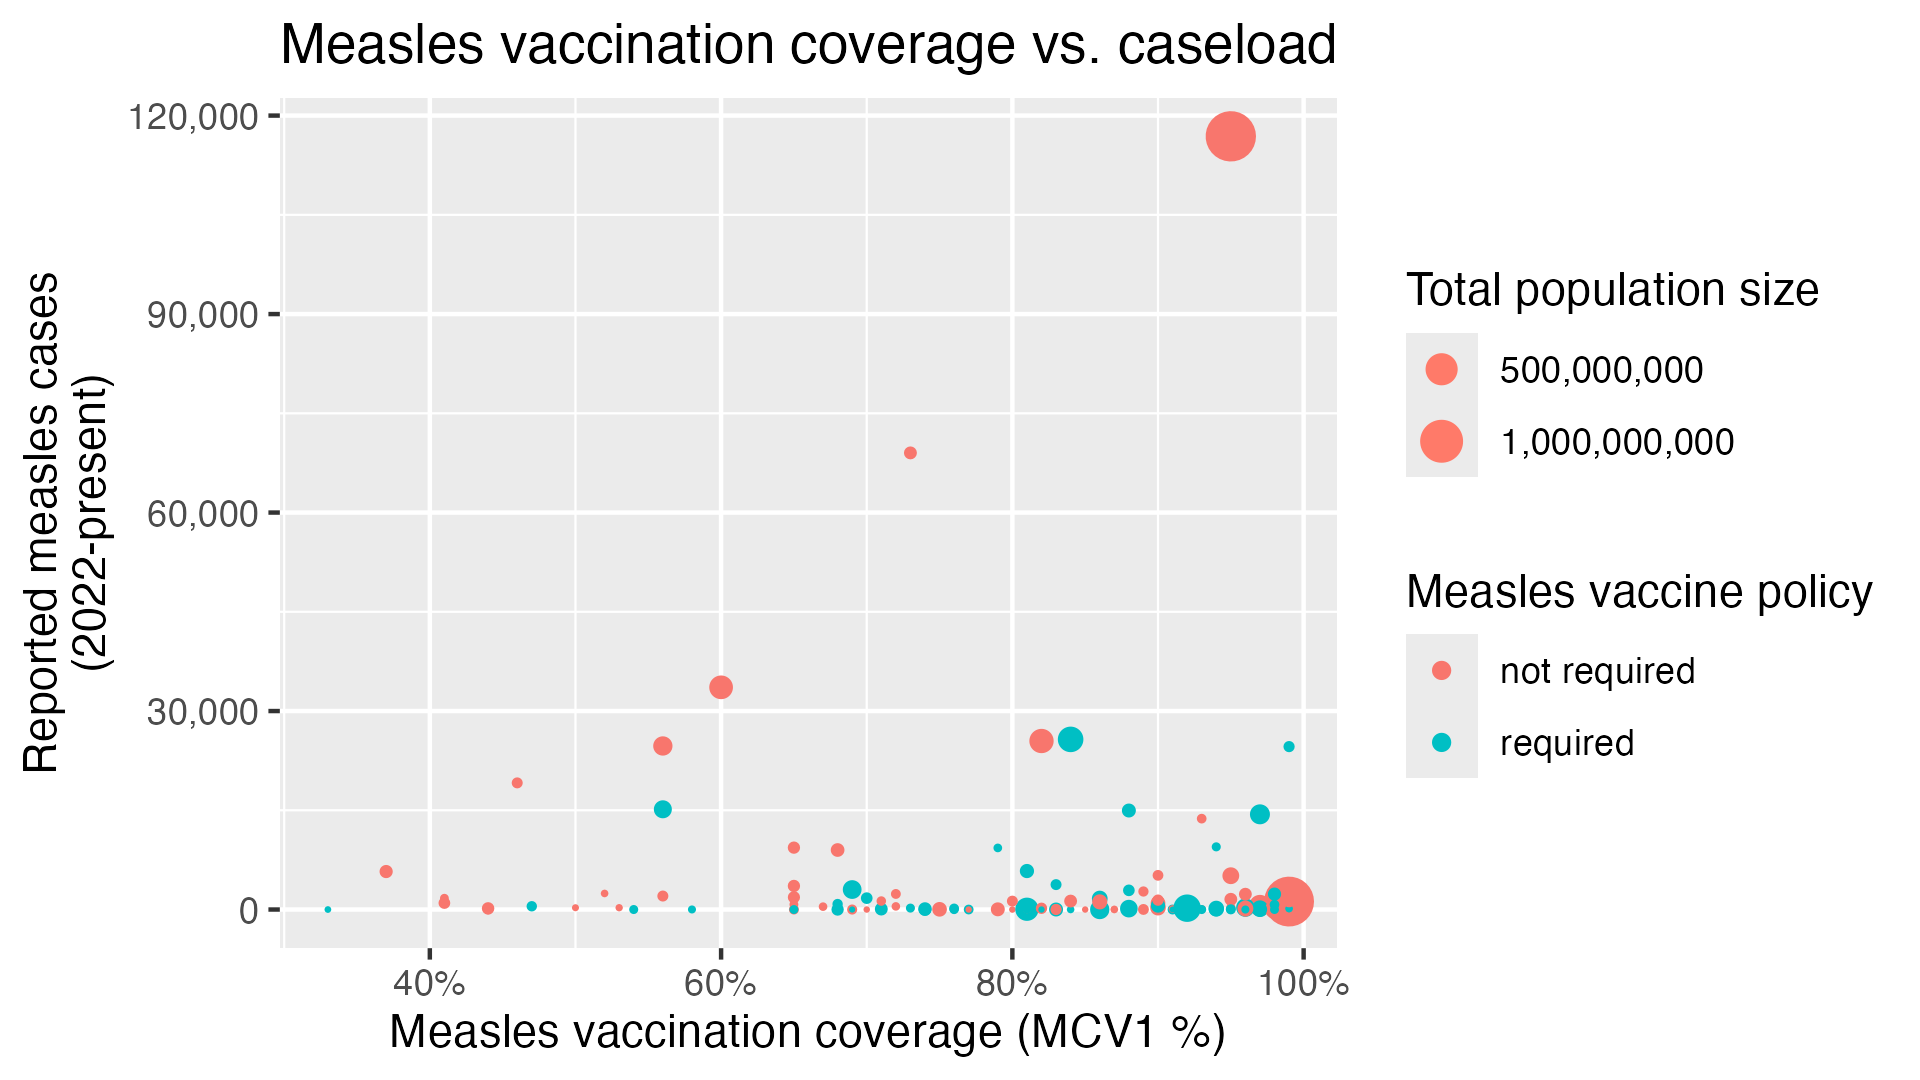 Measles vaccination coverage vs. caseload
120,000
90,000
60,000
30,000
0
Reported measles cases
(2022-present)
40%
60%
80%
100%
Measles vaccination coverage (MCV1 %)
Total population size
500,000,000
1,000,000,000
Measles vaccine policy
not required
required